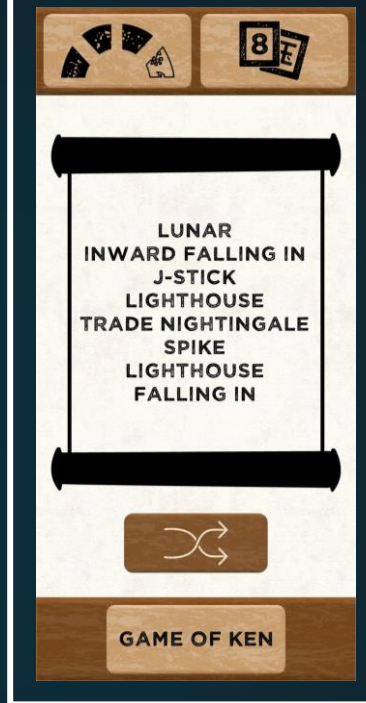 8
LUNAR
INWARD FALLING IN
J-STICK
LIGHTHOUSE
TRADE NIGHTINGALE
SPIKE
LIGHTHOUSE
FALLING IN
GAME OF KEN